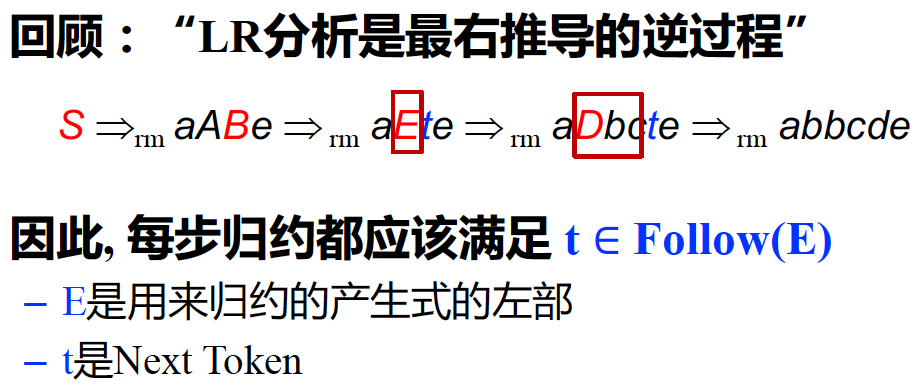 回顾：“LR分析是最右推导的逆过程”
S ⇒rm aABe ⇒ rm aEte ⇒ rm aDbcte ⇒ rm abbcde
因此, 每步归约都应该满足 t ∈ Follow(E)
– E是用来归约的产生式的左部
– t是Next Token